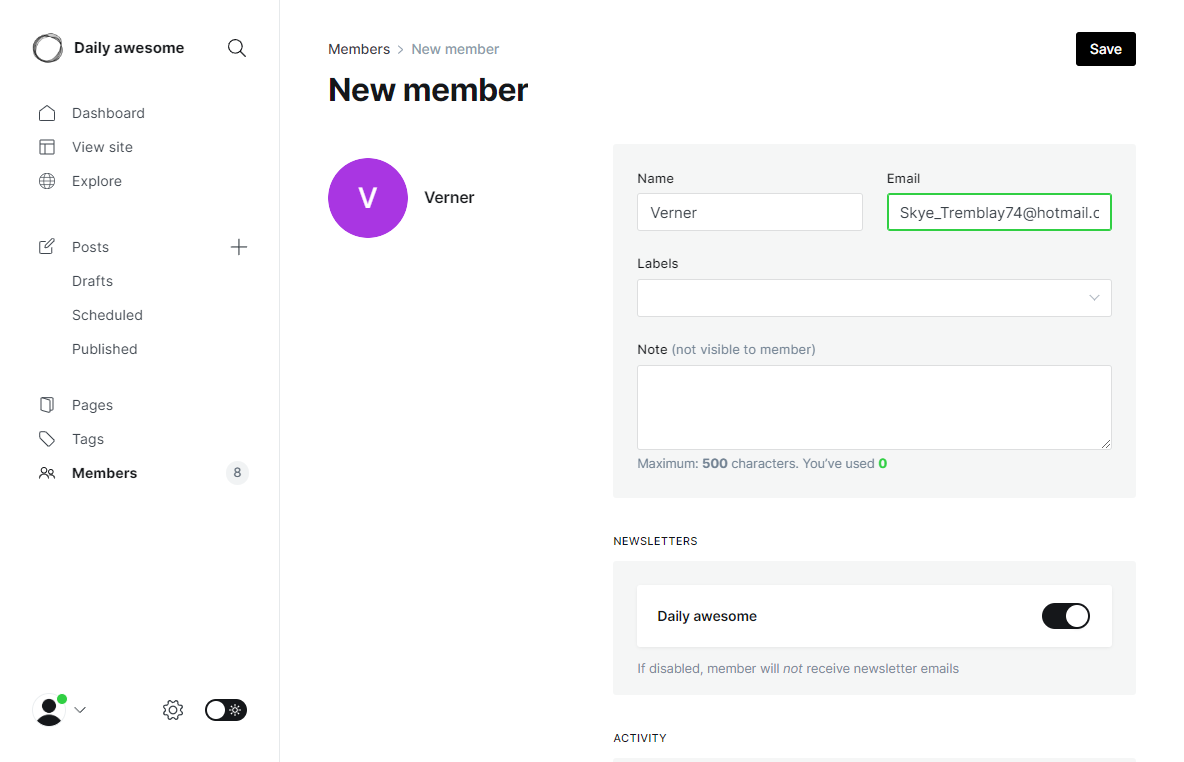 Daily awesome
Dashboard
View site
Explore
Posts
Drafts
Scheduled
Published
Pages
Tags
Members 8
Members > New member
Save
New member
V Verner
Name Email
Verner Skye_Tremblay74@hotmail.c
Labels
Note (not visible to member)
Maximum: 500 characters. You’ve used 0
NEWSLETTERS
Daily awesome
If disabled, member will not receive newsletter emails
ACTIVITY